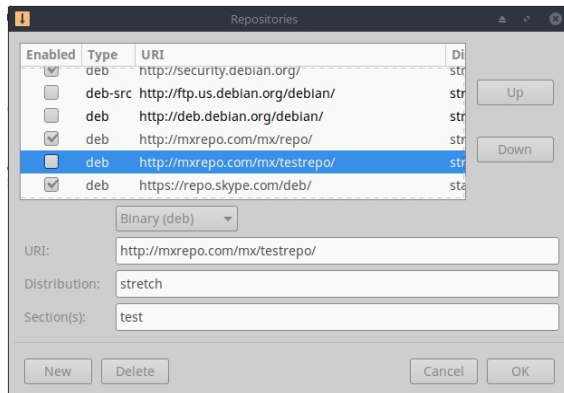 Repositories
Enabled Type URI Di
deb http://security.debian.org/ str
deb-src http://ftp.us.debian.org/debian/ str
deb http://deb.debian.org/debian/ str
deb http://mxrepo.com/mx/repo/ str
deb http://mxrepo.com/mx/testrepo/ str
deb https://repo.skype.com/deb/ sta
Up
Down
Binary (deb)
URI: http://mxrepo.com/mx/testrepo/
Distribution: stretch
Section(s): test
New Delete Cancel OK